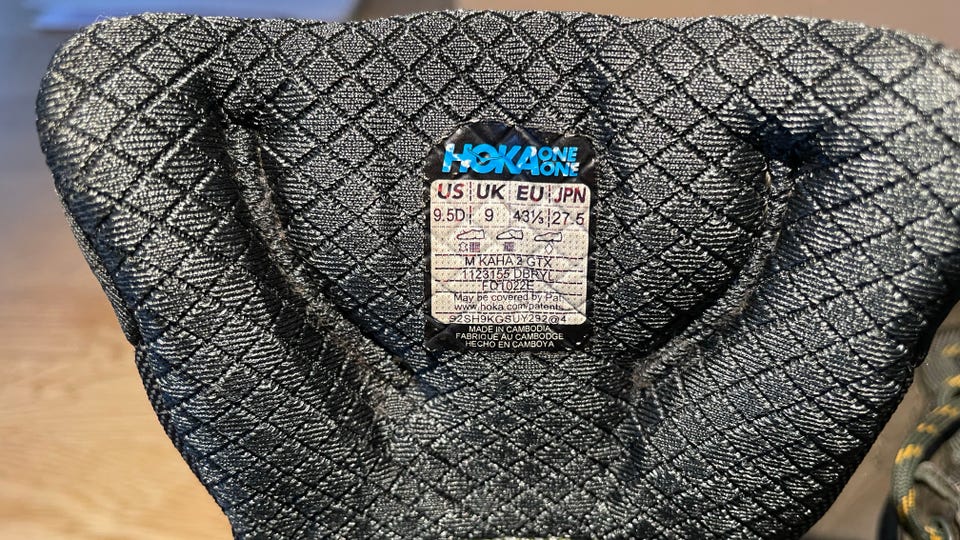 HOKA ONE ONE
US UK EU JPN
9.5D 9 43⅓ 27.5
M KAHA 2 GTX
1123155 DBRYL
FD1022E
May be covered by Pat.
www.hoka.com/patents
92SH9KGSUY292@4
MADE IN CAMBODIA
FABRIQUE AU CAMBODGE
HECHO EN CAMBOYA